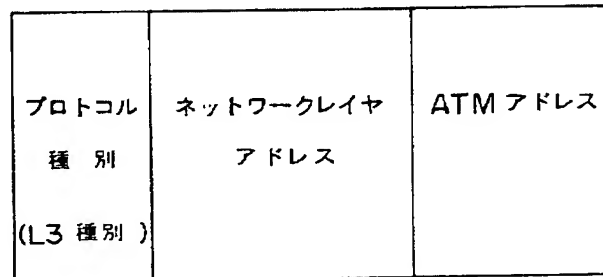 プロトコル
種別
(L3 種別)
ネットワークレイヤ
アドレス
ATM アドレス